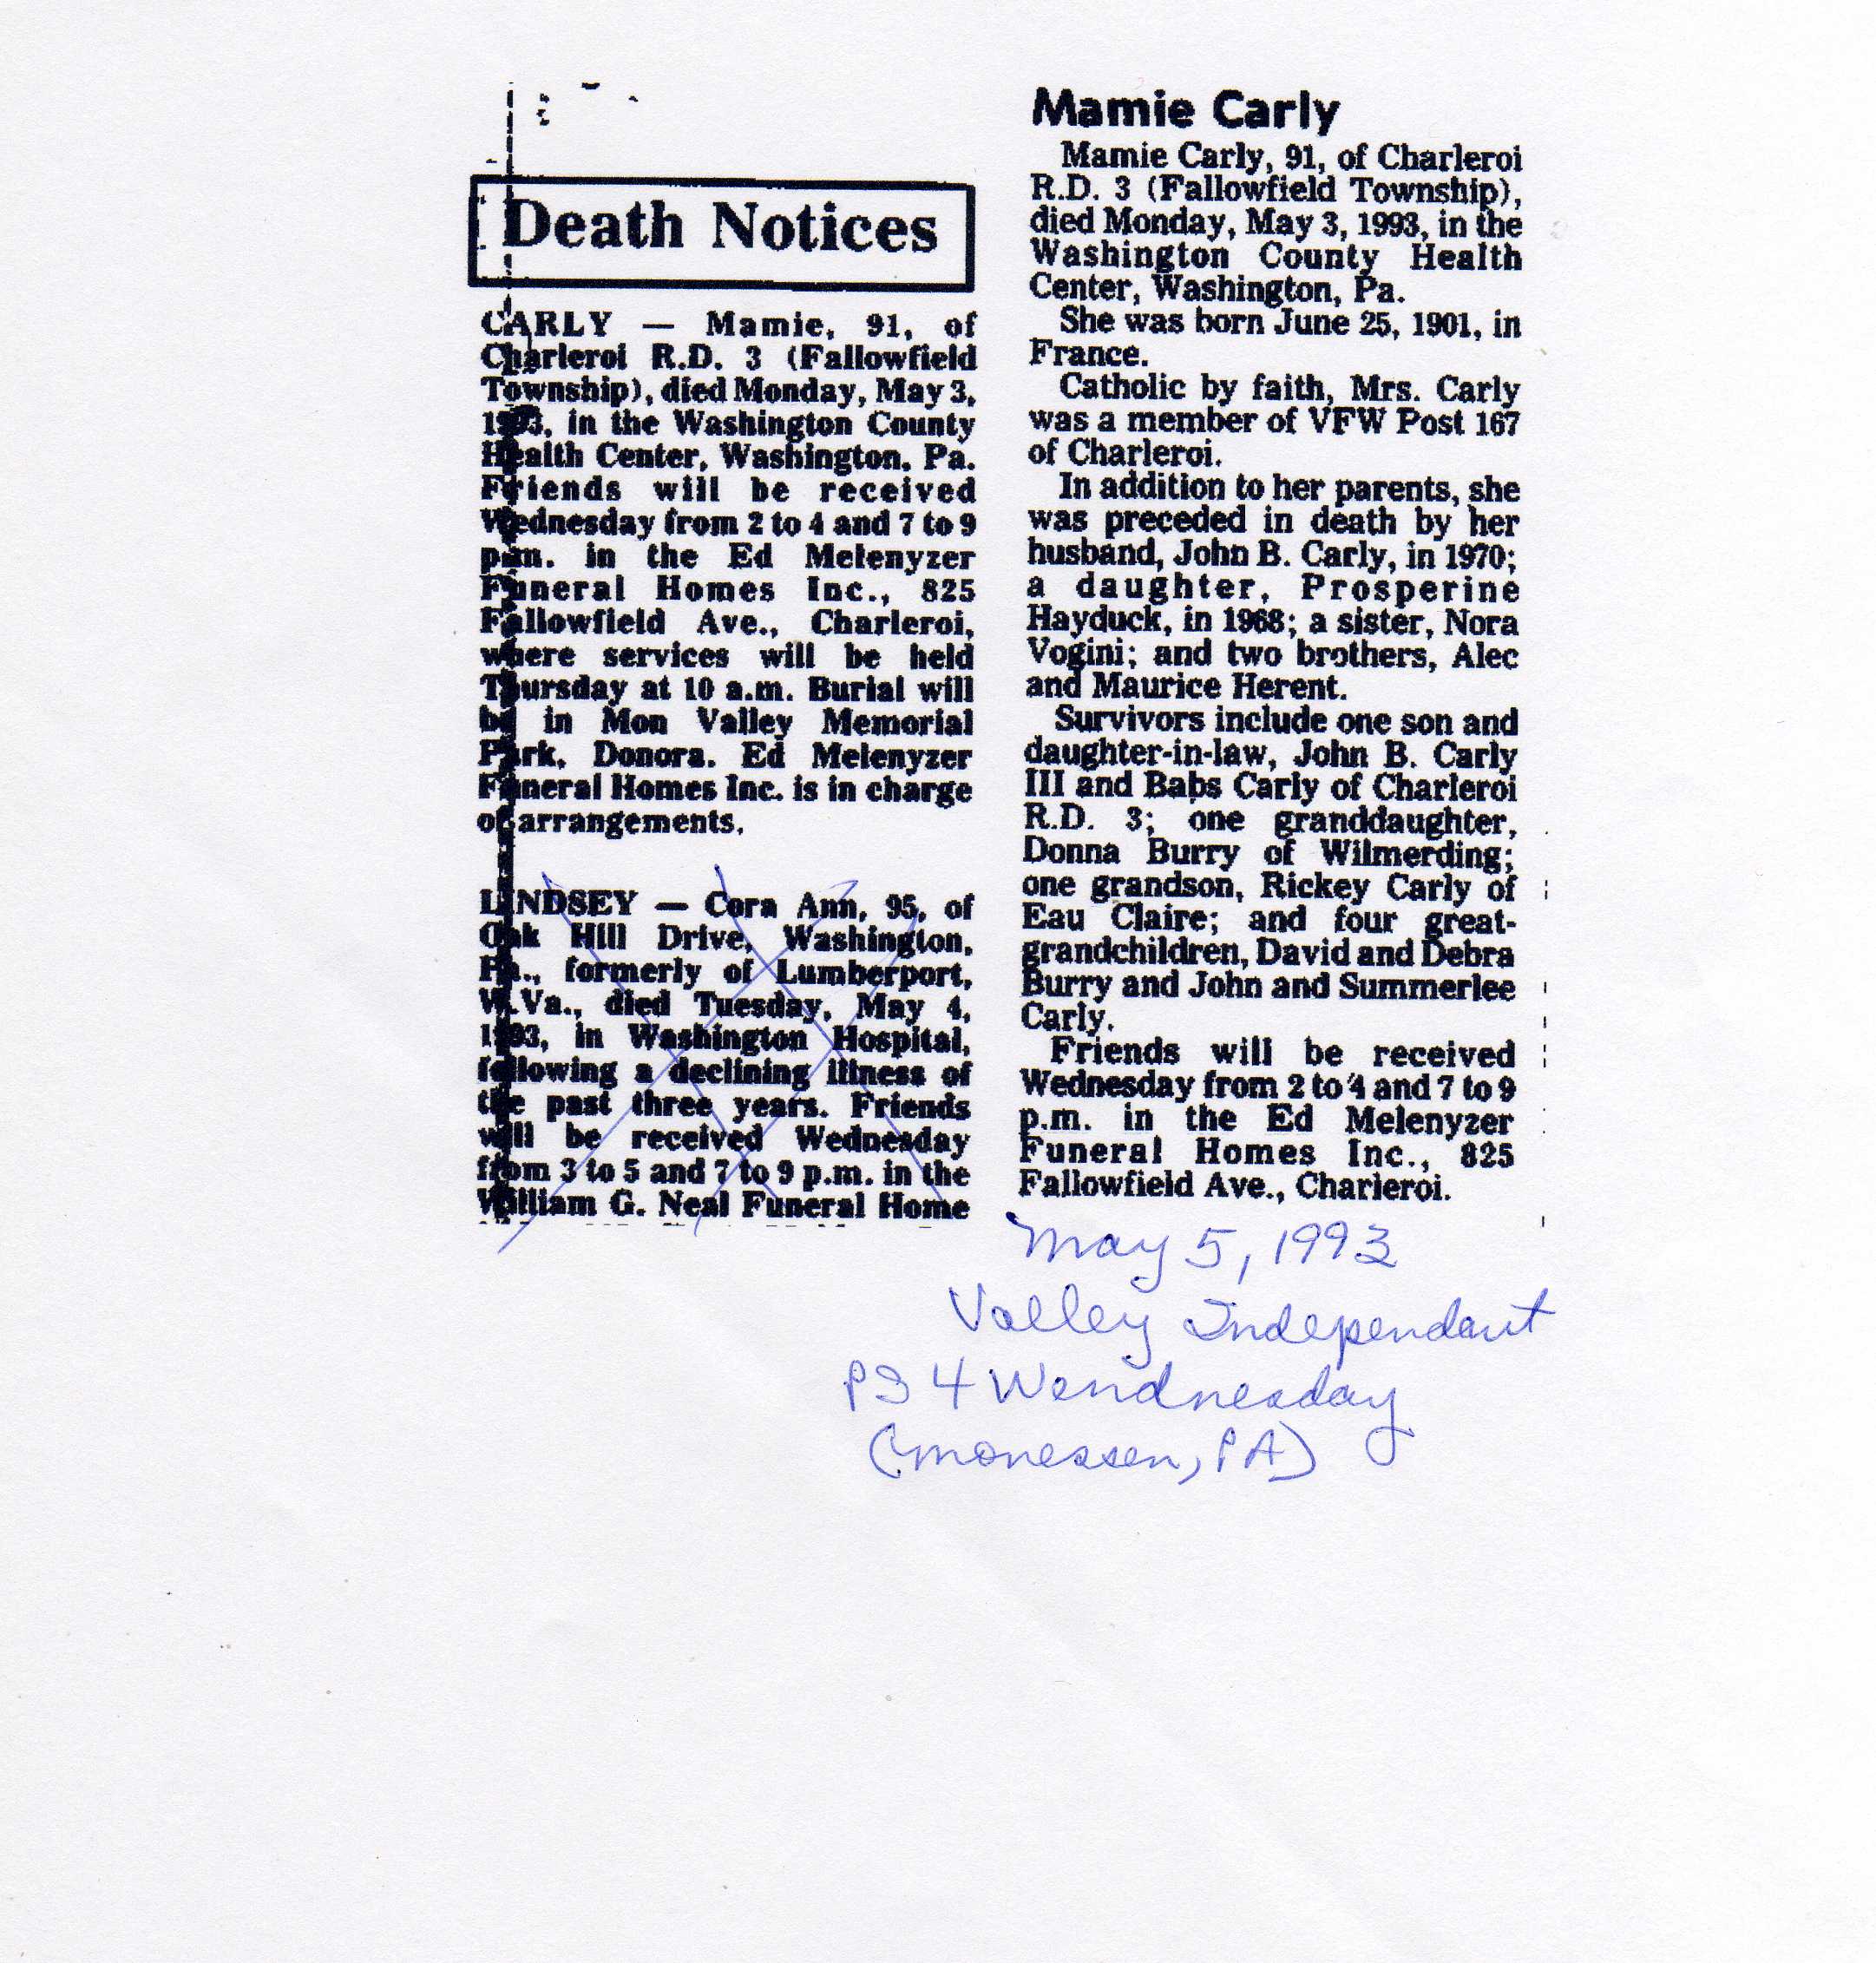 Death Notices
CARLY — Mamie, 91, of
Charleroi R.D. 3 (Fallowfield
Township), died Monday, May 3,
1993, in the Washington County
Health Center, Washington, Pa.
Friends will be received
Wednesday from 2 to 4 and 7 to 9
p.m. in the Ed Melenyzer
Funeral Homes Inc., 825
Fallowfield Ave., Charleroi,
where services will be held
Thursday at 10 a.m. Burial will
be in Mon Valley Memorial
Park, Donora. Ed Melenyzer
Funeral Homes Inc. is in charge
of arrangements.
LINDSEY — Cora Ann, 95, of
Oak Hill Drive, Washington,
Pa., formerly of Lumberport,
W.Va., died Tuesday, May 4,
1993, in Washington Hospital,
following a declining illness of
the past three years. Friends
will be received Wednesday
from 3 to 5 and 7 to 9 p.m. in the
William G. Neal Funeral Home
Mamie Carly
Mamie Carly, 91, of Charleroi
R.D. 3 (Fallowfield Township),
died Monday, May 3, 1993, in the
Washington County Health
Center, Washington, Pa.
She was born June 25, 1901, in
France.
Catholic by faith, Mrs. Carly
was a member of VFW Post 167
of Charleroi.
In addition to her parents, she
was preceded in death by her
husband, John B. Carly, in 1970;
a daughter, Prosperine
Hayduck, in 1968; a sister, Nora
Vogini; and two brothers, Alec
and Maurice Herent.
Survivors include one son and
daughter-in-law, John B. Carly
III and Babs Carly of Charleroi
R.D. 3; one granddaughter,
Donna Burry of Wilmerding;
one grandson, Rickey Carly of
Eau Claire; and four great-
grandchildren, David and Debra
Burry and John and Summerlee
Carly.
Friends will be received
Wednesday from 2 to 4 and 7 to 9
p.m. in the Ed Melenyzer
Funeral Homes Inc., 825
Fallowfield Ave., Charleroi.
May 5, 1993
Valley Independant
pg 4 Wendnesday
(Monessen, PA)